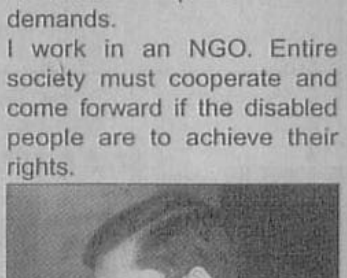 demands.
I work in an NGO. Entire
society must cooperate and
come forward if the disabled
people are to achieve their
rights.